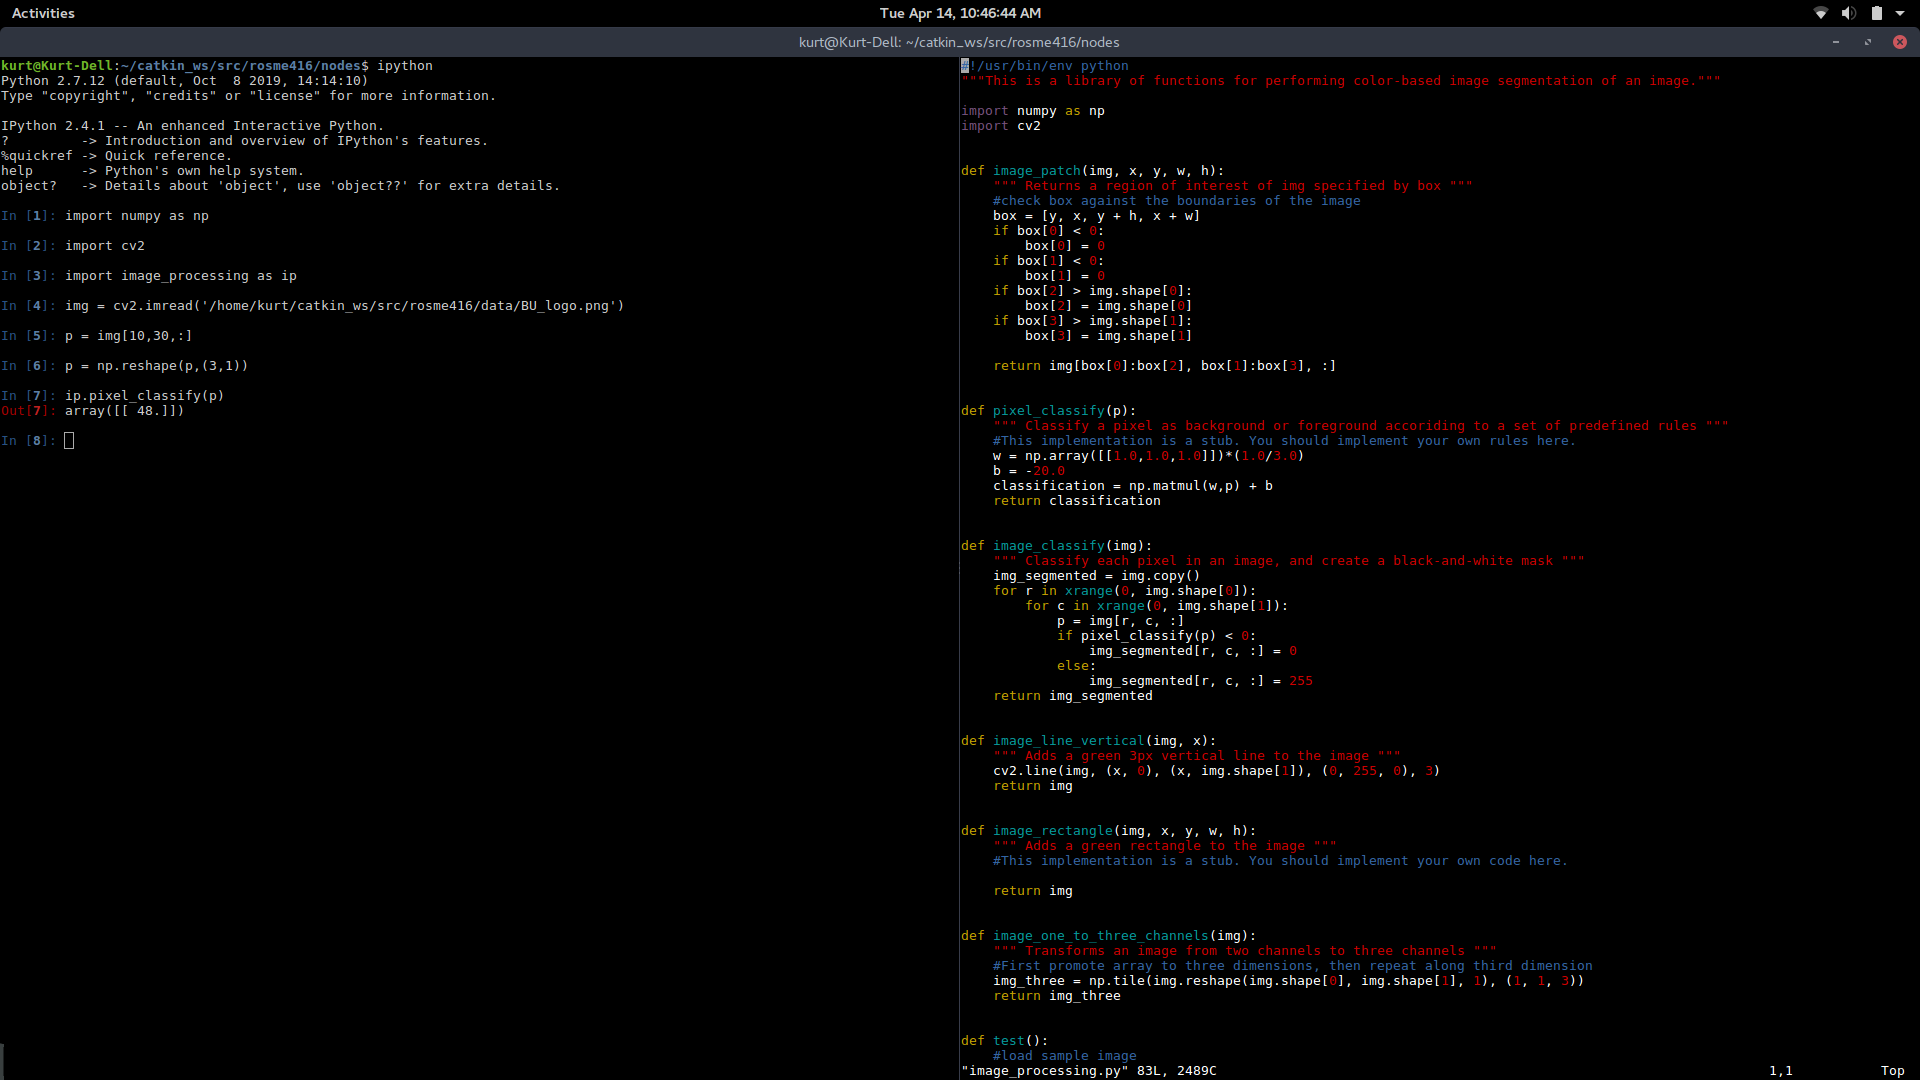 Activities
Tue Apr 14, 10:46:44 AM
kurt@Kurt-Dell: ~/catkin_ws/src/rosme416/nodes
kurt@Kurt-Dell:~/catkin_ws/src/rosme416/nodes$ ipython
Python 2.7.12 (default, Oct  8 2019, 14:14:10)
Type "copyright", "credits" or "license" for more information.

IPython 2.4.1 -- An enhanced Interactive Python.
?         -> Introduction and overview of IPython's features.
%quickref -> Quick reference.
help      -> Python's own help system.
object?   -> Details about 'object', use 'object??' for extra details.

In [1]: import numpy as np

In [2]: import cv2

In [3]: import image_processing as ip

In [4]: img = cv2.imread('/home/kurt/catkin_ws/src/rosme416/data/BU_logo.png')

In [5]: p = img[10,30,:]

In [6]: p = np.reshape(p,(3,1))

In [7]: ip.pixel_classify(p)
Out[7]: array([[ 48.]])

In [8]:
#!/usr/bin/env python
"""This is a library of functions for performing color-based image segmentation of an image."""

import numpy as np
import cv2


def image_patch(img, x, y, w, h):
    """ Returns a region of interest of img specified by box """
    #check box against the boundaries of the image
    box = [y, x, y + h, x + w]
    if box[0] < 0:
        box[0] = 0
    if box[1] < 0:
        box[1] = 0
    if box[2] > img.shape[0]:
        box[2] = img.shape[0]
    if box[3] > img.shape[1]:
        box[3] = img.shape[1]

    return img[box[0]:box[2], box[1]:box[3], :]


def pixel_classify(p):
    """ Classify a pixel as background or foreground accoriding to a set of predefined rules """
    #This implementation is a stub. You should implement your own rules here.
    w = np.array([[1.0,1.0,1.0]])*(1.0/3.0)
    b = -20.0
    classification = np.matmul(w,p) + b
    return classification


def image_classify(img):
    """ Classify each pixel in an image, and create a black-and-white mask """
    img_segmented = img.copy()
    for r in xrange(0, img.shape[0]):
        for c in xrange(0, img.shape[1]):
            p = img[r, c, :]
            if pixel_classify(p) < 0:
                img_segmented[r, c, :] = 0
            else:
                img_segmented[r, c, :] = 255
    return img_segmented


def image_line_vertical(img, x):
    """ Adds a green 3px vertical line to the image """
    cv2.line(img, (x, 0), (x, img.shape[1]), (0, 255, 0), 3)
    return img


def image_rectangle(img, x, y, w, h):
    """ Adds a green rectangle to the image """
    #This implementation is a stub. You should implement your own code here.

    return img


def image_one_to_three_channels(img):
    """ Transforms an image from two channels to three channels """
    #First promote array to three dimensions, then repeat along third dimension
    img_three = np.tile(img.reshape(img.shape[0], img.shape[1], 1), (1, 1, 3))
    return img_three


def test():
    #load sample image
"image_processing.py" 83L, 2489C 1,1 Top